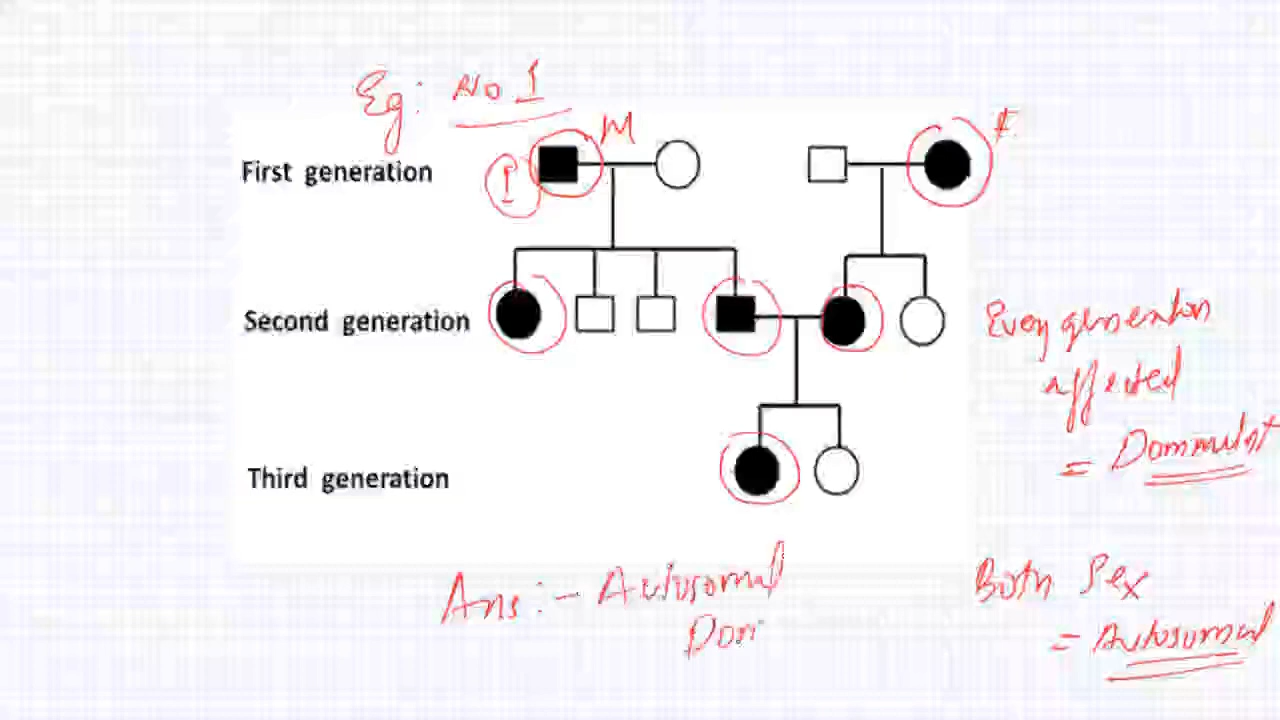 Eg: No 1
M
F
First generation
I
Second generation
Every generation
affected
= Dominant
Third generation
Ans :- Autosomal
Dom
Both Sex
= Autosomal